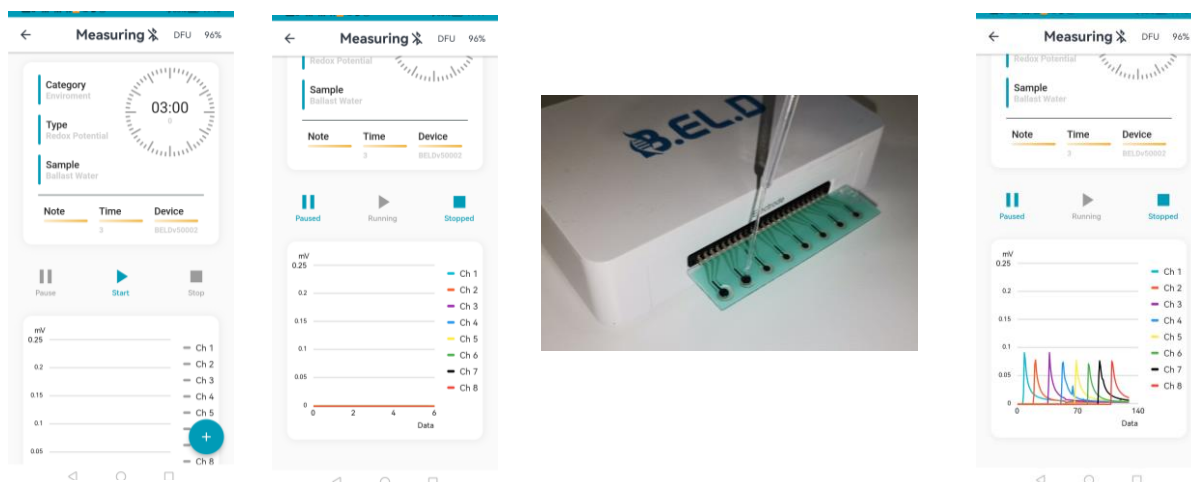 Measuring DFU 96%
Category
Enviroment
Type
Redox Potential
Sample
Ballast Water
03:00
0
Note Time Device
3 BELDv50002
Pause Start Stop
mV
0.25
0.2
0.15
0.1
0.05
Ch 1
Ch 2
Ch 3
Ch 4
Ch 5
Ch 8
+
Measuring DFU 96%
Redox Potential
Sample
Ballast Water
Note Time Device
3 BELDv50002
Paused Running Stopped
mV
0.25
0.2
0.15
0.1
0.05
0
0 2 4 6
Data
Ch 1
Ch 2
Ch 3
Ch 4
Ch 5
Ch 6
Ch 7
Ch 8
B.EL.D
Measuring DFU 96%
Redox Potential
Sample
Ballast Water
Note Time Device
3 BELDv50002
Paused Running Stopped
mV
0.25
0.2
0.15
0.1
0.05
0
0 70 140
Data
Ch 1
Ch 2
Ch 3
Ch 4
Ch 5
Ch 6
Ch 7
Ch 8